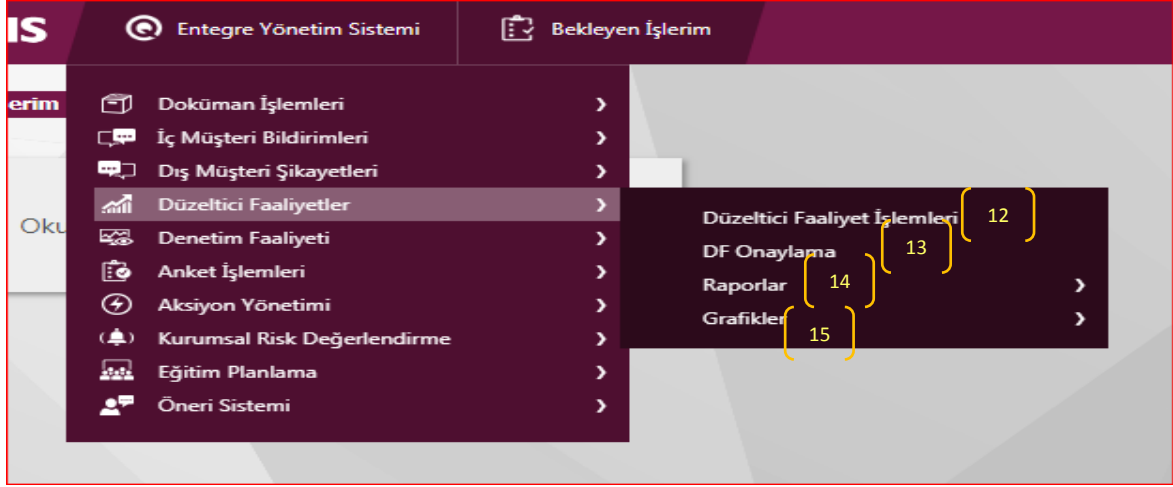 IS Entegre Yönetim Sistemi Bekleyen İşlerim
erim
Doküman İşlemleri
İç Müşteri Bildirimleri
Dış Müşteri Şikayetleri
Düzeltici Faaliyetler
Oku
Denetim Faaliyeti
Anket İşlemleri
Aksiyon Yönetimi
Kurumsal Risk Değerlendirme
Eğitim Planlama
Öneri Sistemi
Düzeltici Faaliyet İşlemleri 12
DF Onaylama 13
Raporlar 14
Grafikler 15